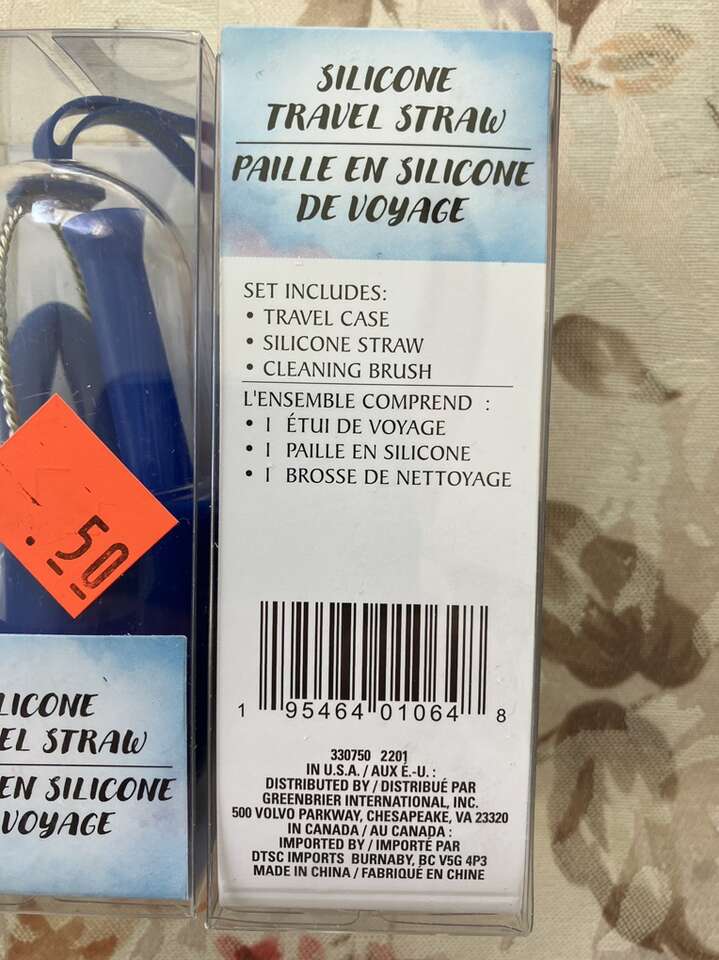 SILICONE
TRAVEL STRAW
PAILLE EN SILICONE
DE VOYAGE
SET INCLUDES:
• TRAVEL CASE
• SILICONE STRAW
• CLEANING BRUSH
L'ENSEMBLE COMPREND :
• I ÉTUI DE VOYAGE
• I PAILLE EN SILICONE
• I BROSSE DE NETTOYAGE
1 95464 01064 8
330750 2201
IN U.S.A. / AUX É.-U. :
DISTRIBUTED BY / DISTRIBUÉ PAR
GREENBRIER INTERNATIONAL, INC.
500 VOLVO PARKWAY, CHESAPEAKE, VA 23320
IN CANADA / AU CANADA :
IMPORTED BY / IMPORTÉ PAR
DTSC IMPORTS BURNABY, BC V5G 4P3
MADE IN CHINA / FABRIQUÉ EN CHINE
.50
LICONE
EL STRAW
EN SILICONE
VOYAGE